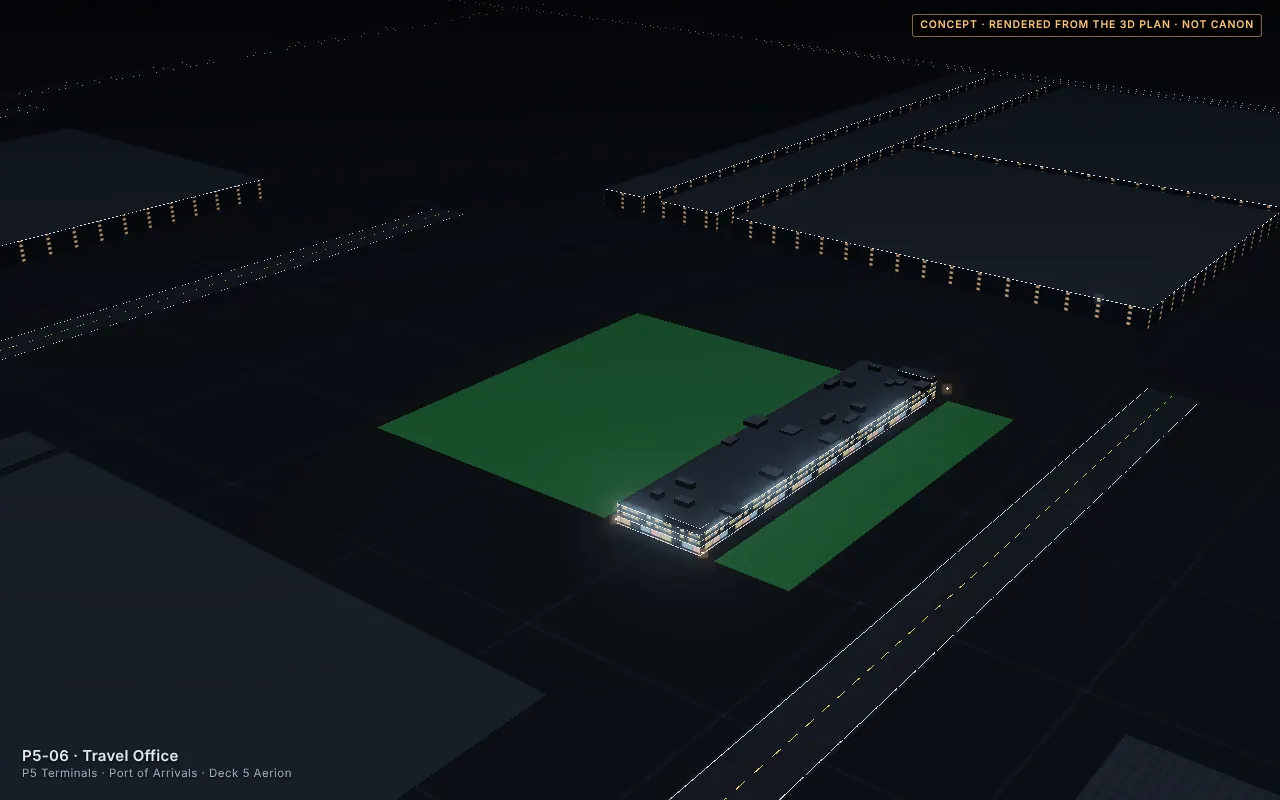 CONCEPT · RENDERED FROM THE 3D PLAN · NOT CANON
P5-06 · Travel Office
P5 Terminals · Port of Arrivals · Deck 5 Aerion